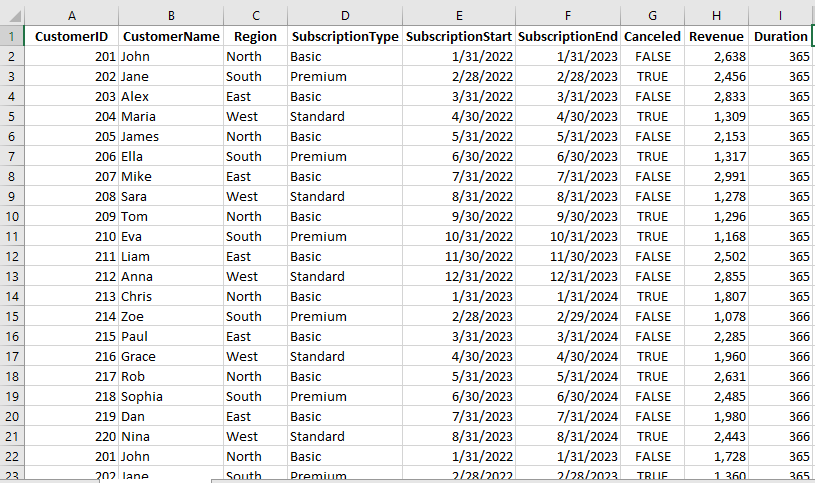 A B C D E F G H I
1 CustomerID CustomerName Region SubscriptionType SubscriptionStart SubscriptionEnd Canceled Revenue Duration
2 201 John North Basic 1/31/2022 1/31/2023 FALSE 2,638 365
3 202 Jane South Premium 2/28/2022 2/28/2023 TRUE 2,456 365
4 203 Alex East Basic 3/31/2022 3/31/2023 FALSE 2,833 365
5 204 Maria West Standard 4/30/2022 4/30/2023 TRUE 1,309 365
6 205 James North Basic 5/31/2022 5/31/2023 FALSE 2,153 365
7 206 Ella South Premium 6/30/2022 6/30/2023 TRUE 1,317 365
8 207 Mike East Basic 7/31/2022 7/31/2023 FALSE 2,991 365
9 208 Sara West Standard 8/31/2022 8/31/2023 FALSE 1,278 365
10 209 Tom North Basic 9/30/2022 9/30/2023 TRUE 1,296 365
11 210 Eva South Premium 10/31/2022 10/31/2023 TRUE 1,168 365
12 211 Liam East Basic 11/30/2022 11/30/2023 FALSE 2,502 365
13 212 Anna West Standard 12/31/2022 12/31/2023 FALSE 2,855 365
14 213 Chris North Basic 1/31/2023 1/31/2024 TRUE 1,807 365
15 214 Zoe South Premium 2/28/2023 2/29/2024 FALSE 1,078 366
16 215 Paul East Basic 3/31/2023 3/31/2024 FALSE 2,285 366
17 216 Grace West Standard 4/30/2023 4/30/2024 TRUE 1,960 366
18 217 Rob North Basic 5/31/2023 5/31/2024 TRUE 2,631 366
19 218 Sophia South Premium 6/30/2023 6/30/2024 FALSE 2,485 366
20 219 Dan East Basic 7/31/2023 7/31/2024 FALSE 1,980 366
21 220 Nina West Standard 8/31/2023 8/31/2024 TRUE 2,443 366
22 201 John North Basic 1/31/2022 1/31/2023 FALSE 1,728 365
23 202 Jane South Premium 2/28/2022 2/28/2023 TRUE 1,360 365